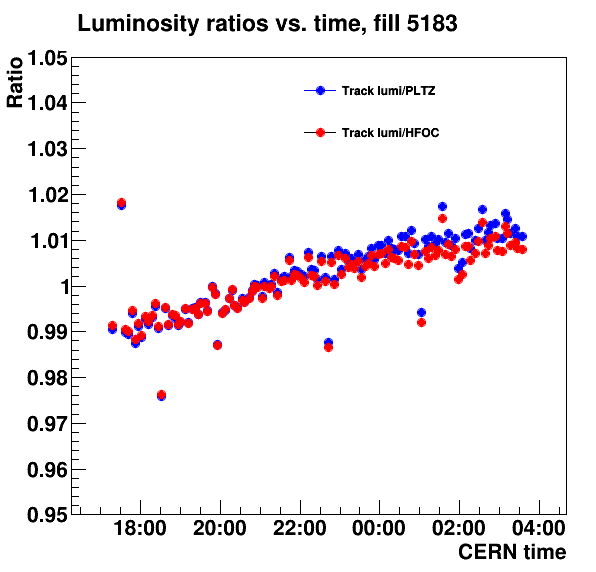 Luminosity ratios vs. time, fill 5183
Ratio
1.05
1.04
1.03
1.02
1.01
1
0.99
0.98
0.97
0.96
0.95
Track lumi/PLTZ
Track lumi/HFOC
18:00 20:00 22:00 00:00 02:00 04:00
CERN time